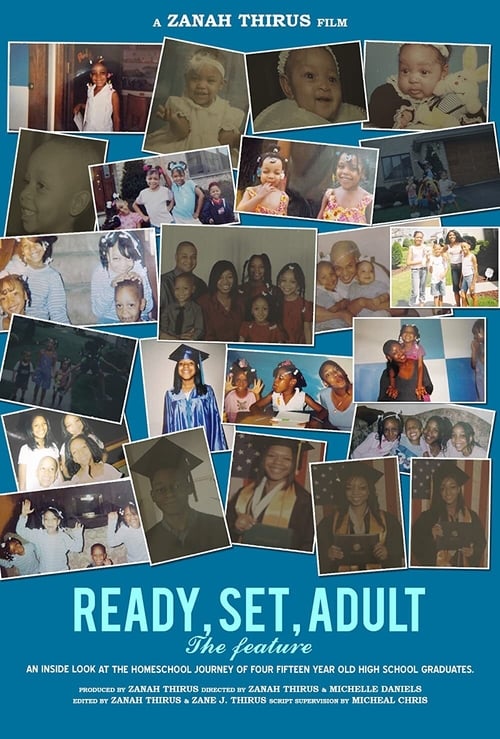 A ZANAH THIRUS FILM
READY, SET, ADULT
The feature
AN INSIDE LOOK AT THE HOMESCHOOL JOURNEY OF FOUR FIFTEEN YEAR OLD HIGH SCHOOL GRADUATES.
PRODUCED BY ZANAH THIRUS DIRECTED BY ZANAH THIRUS & MICHELLE DANIELS
EDITED BY ZANAH THIRUS & ZANE J. THIRUS SCRIPT SUPERVISION BY MICHEAL CHRIS